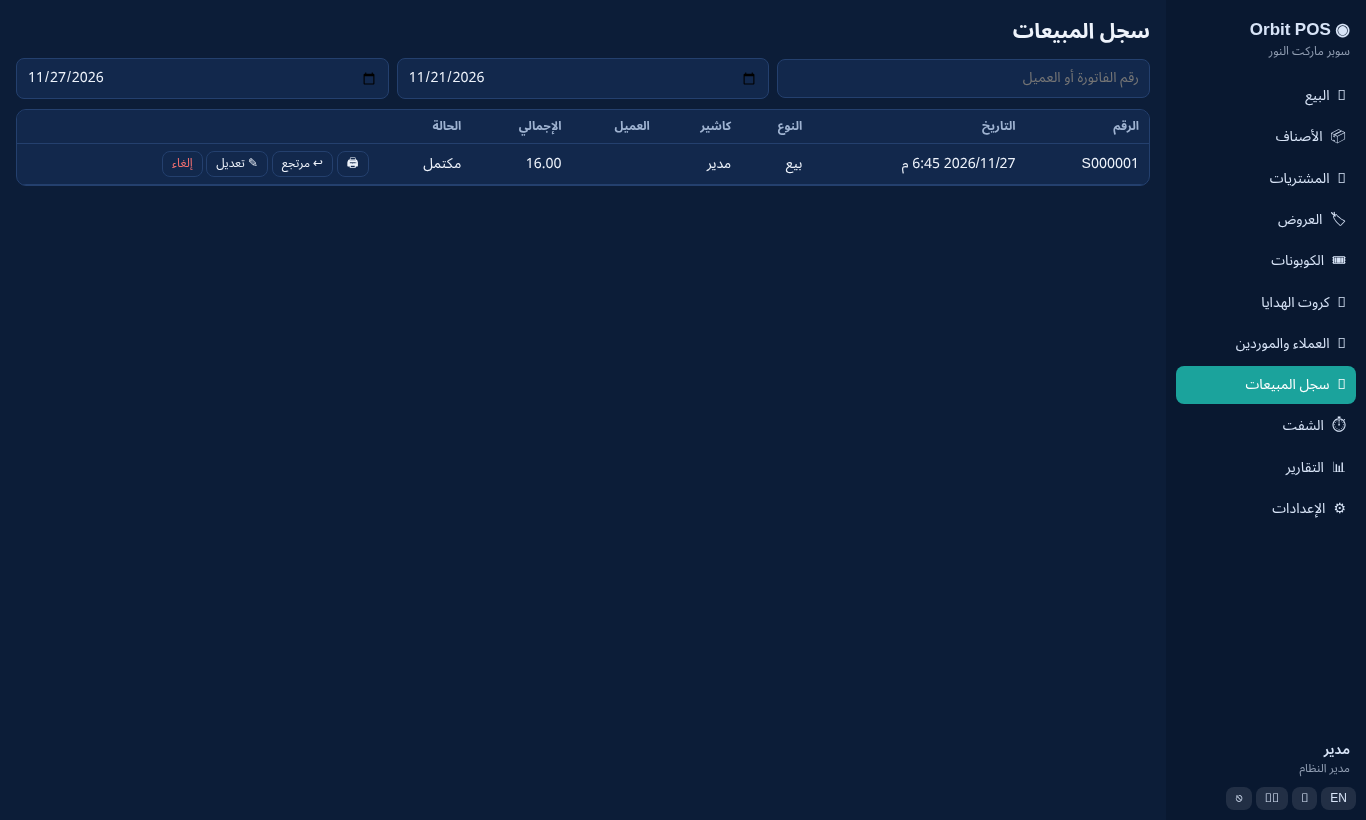 ◉ Orbit POS
سوبر ماركت النور
البيع
الأصناف
المشتريات
العروض
الكوبونات
كروت الهدايا
العملاء والموردين
سجل المبيعات
الشفت
التقارير
الإعدادات
مدير
مدير النظام
EN
سجل المبيعات
رقم الفاتورة أو العميل
11/21/2026
11/27/2026
الرقم التاريخ النوع كاشير العميل الإجمالي الحالة
S000001 2026/11/27 6:45 م بيع مدير 16.00 مكتمل ↩ مرتجع ✎ تعديل إلغاء